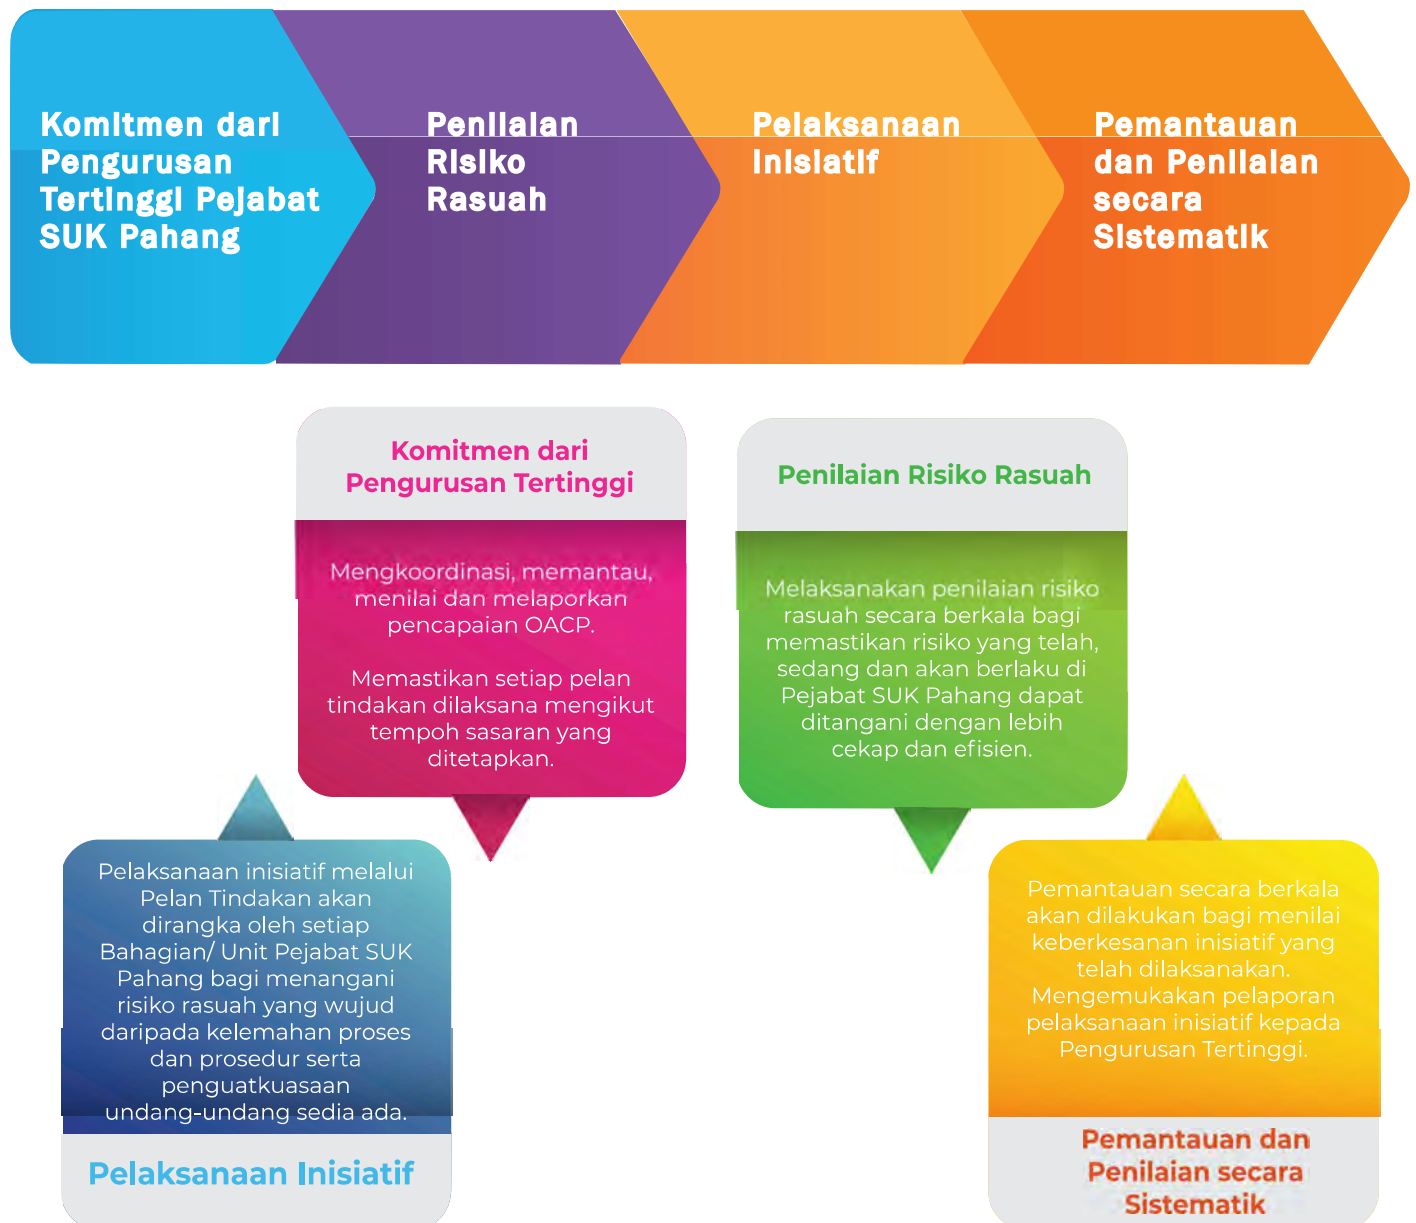 Komitmen dari
Pengurusan
Tertinggi Pejabat
SUK Pahang
Penilaian
Risiko
Rasuah
Pelaksanaan
Inisiatif
Pemantauan
dan Penilaian
secara
Sistematik
Komitmen dari
Pengurusan Tertinggi
Mengkoordinasi, memantau,
menilai dan melaporkan
pencapaian OACP.
Memastikan setiap pelan
tindakan dilaksana mengikut
tempoh sasaran yang
ditetapkan.
Penilaian Risiko Rasuah
Melaksanakan penilaian risiko
rasuah secara berkala bagi
memastikan risiko yang telah,
sedang dan akan berlaku di
Pejabat SUK Pahang dapat
ditangani dengan lebih
cekap dan efisien.
Pelaksanaan inisiatif melalui
Pelan Tindakan akan
dirangka oleh setiap
Bahagian/ Unit Pejabat SUK
Pahang bagi menangani
risiko rasuah yang wujud
daripada kelemahan proses
dan prosedur serta
penguatkuasaan
undang-undang sedia ada.
Pelaksanaan Inisiatif
Pemantauan secara berkala
akan dilakukan bagi menilai
keberkesanan inisiatif yang
telah dilaksanakan.
Mengemukakan pelaporan
pelaksanaan inisiatif kepada
Pengurusan Tertinggi.
Pemantauan dan
Penilaian secara
Sistematik